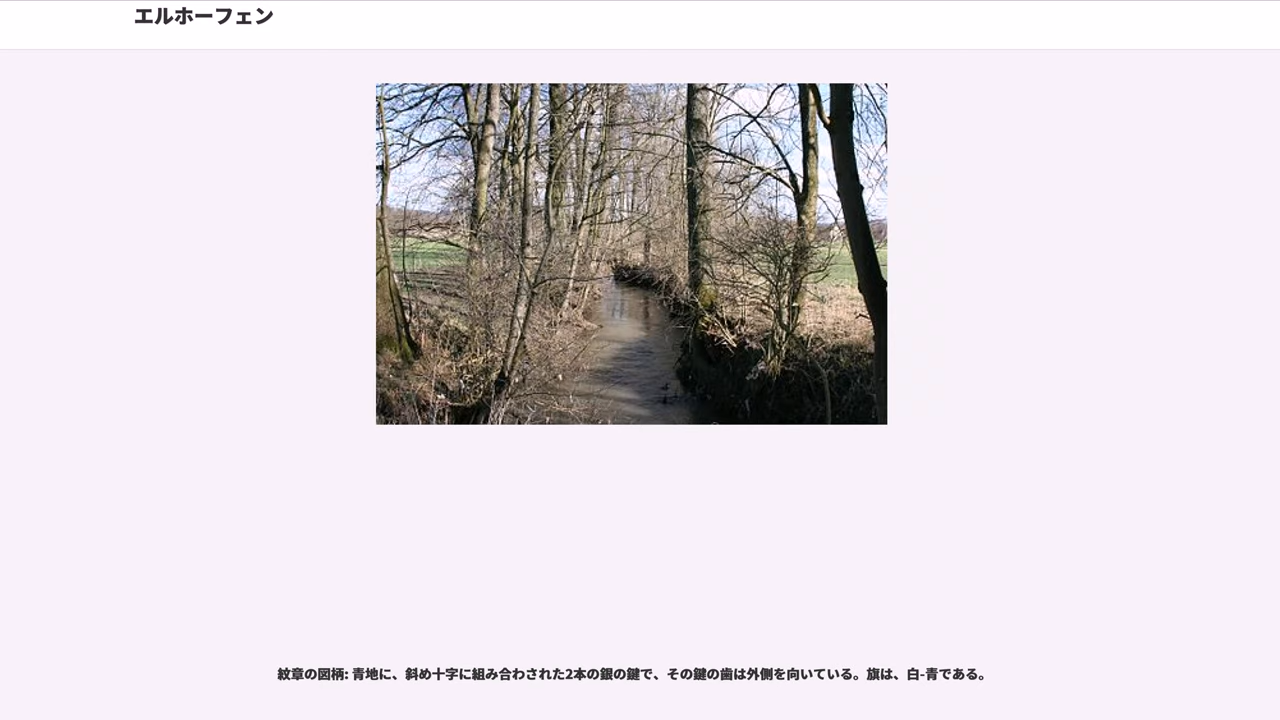 エルホーフェン
紋章の図柄: 青地に、斜め十字に組み合わされた2本の銀の鍵で、その鍵の歯は外側を向いている。旗は、白-青である。